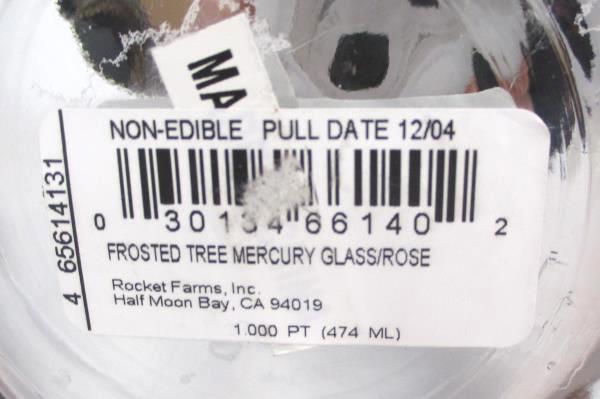 MA
NON-EDIBLE PULL DATE 12/04
4 65614131
0 30134 66140 2
FROSTED TREE MERCURY GLASS/ROSE
Rocket Farms, Inc.
Half Moon Bay, CA 94019
1.000 PT (474 ML)